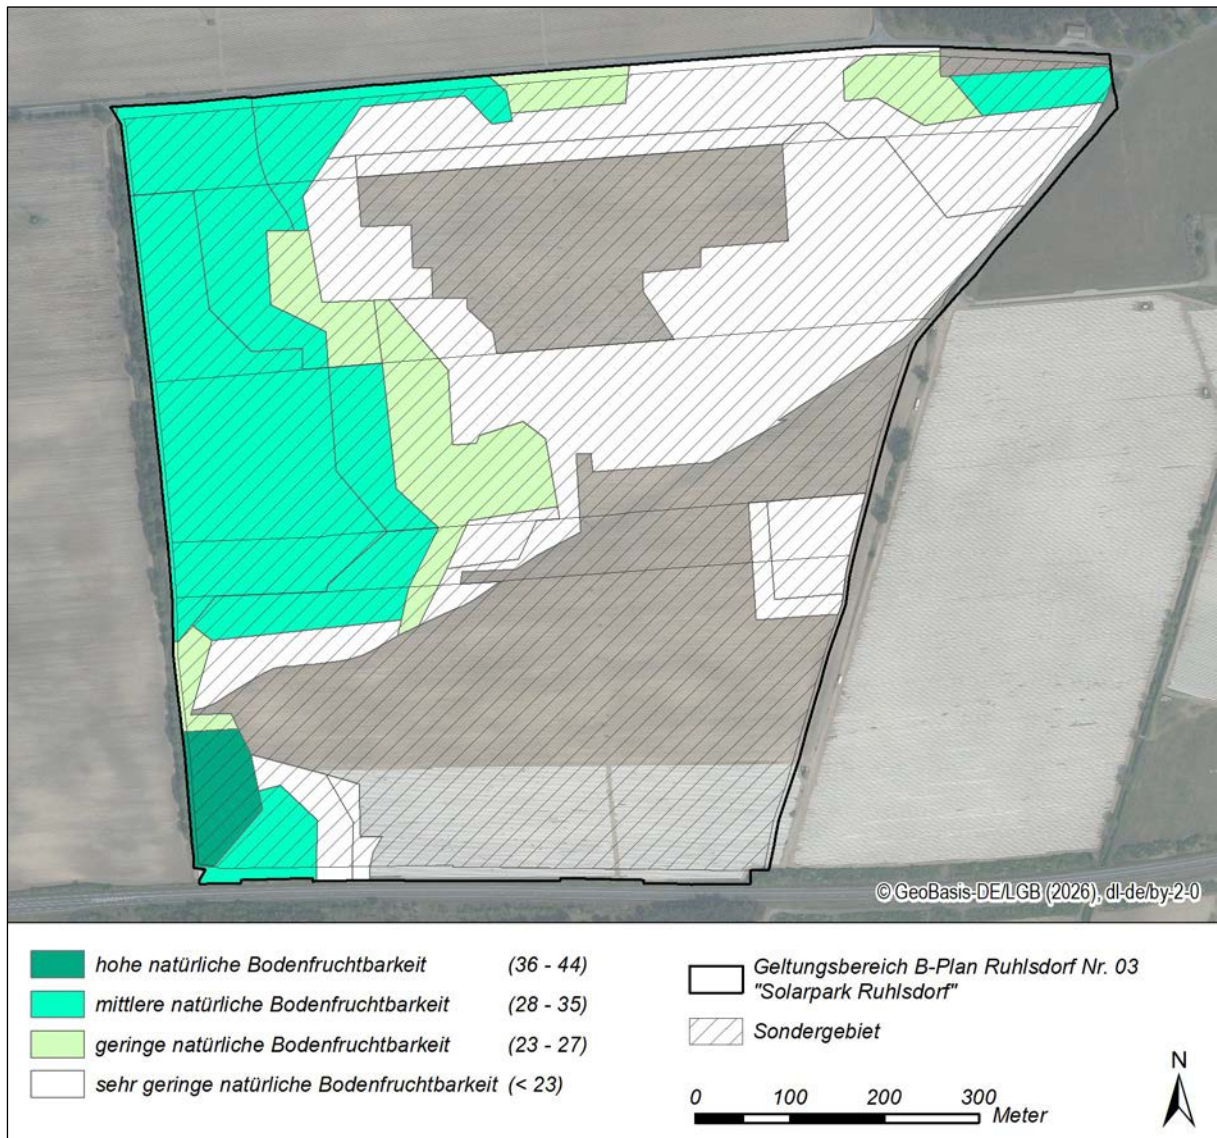 © GeoBasis-DE/LGB (2026), dl-de/by-2-0
hohe natürliche Bodenfruchtbarkeit (36 - 44)
mittlere natürliche Bodenfruchtbarkeit (28 - 35)
geringe natürliche Bodenfruchtbarkeit (23 - 27)
sehr geringe natürliche Bodenfruchtbarkeit (< 23)
Geltungsbereich B-Plan Ruhlsdorf Nr. 03
"Solarpark Ruhlsdorf"
Sondergebiet
0 100 200 300
Meter
N